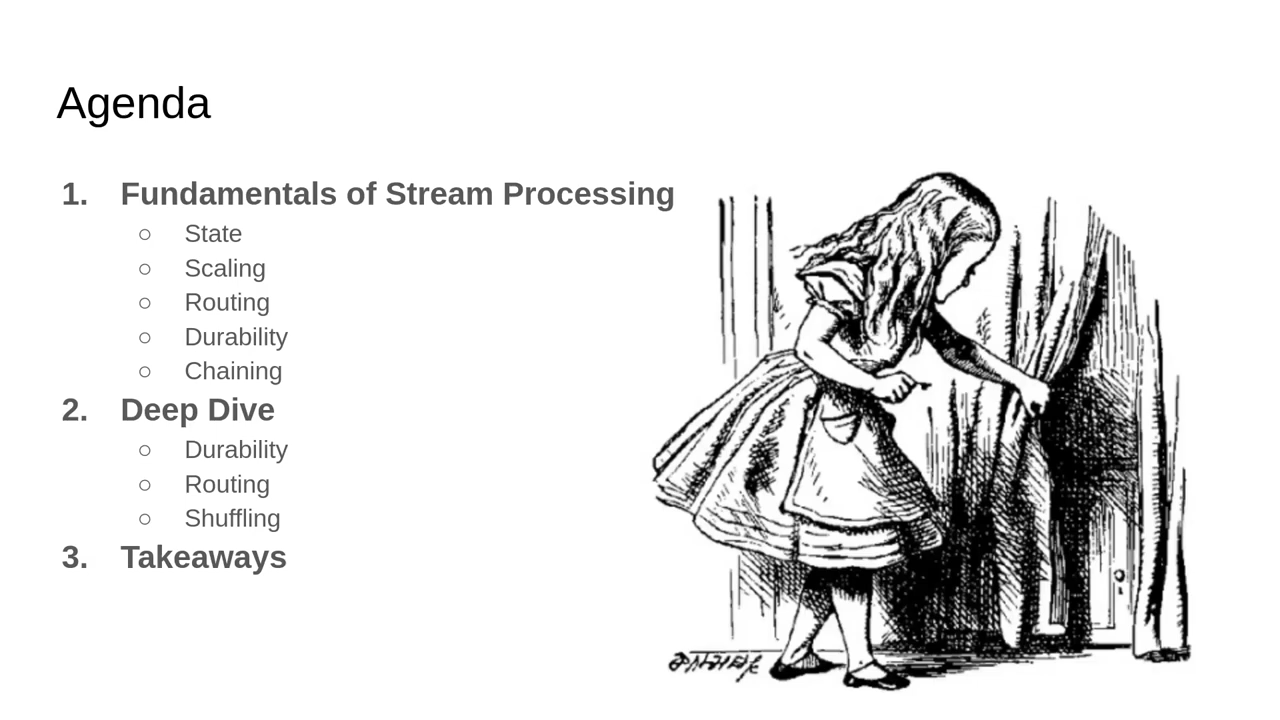 Agenda
1. Fundamentals of Stream Processing
○ State
○ Scaling
○ Routing
○ Durability
○ Chaining
2. Deep Dive
○ Durability
○ Routing
○ Shuffling
3. Takeaways